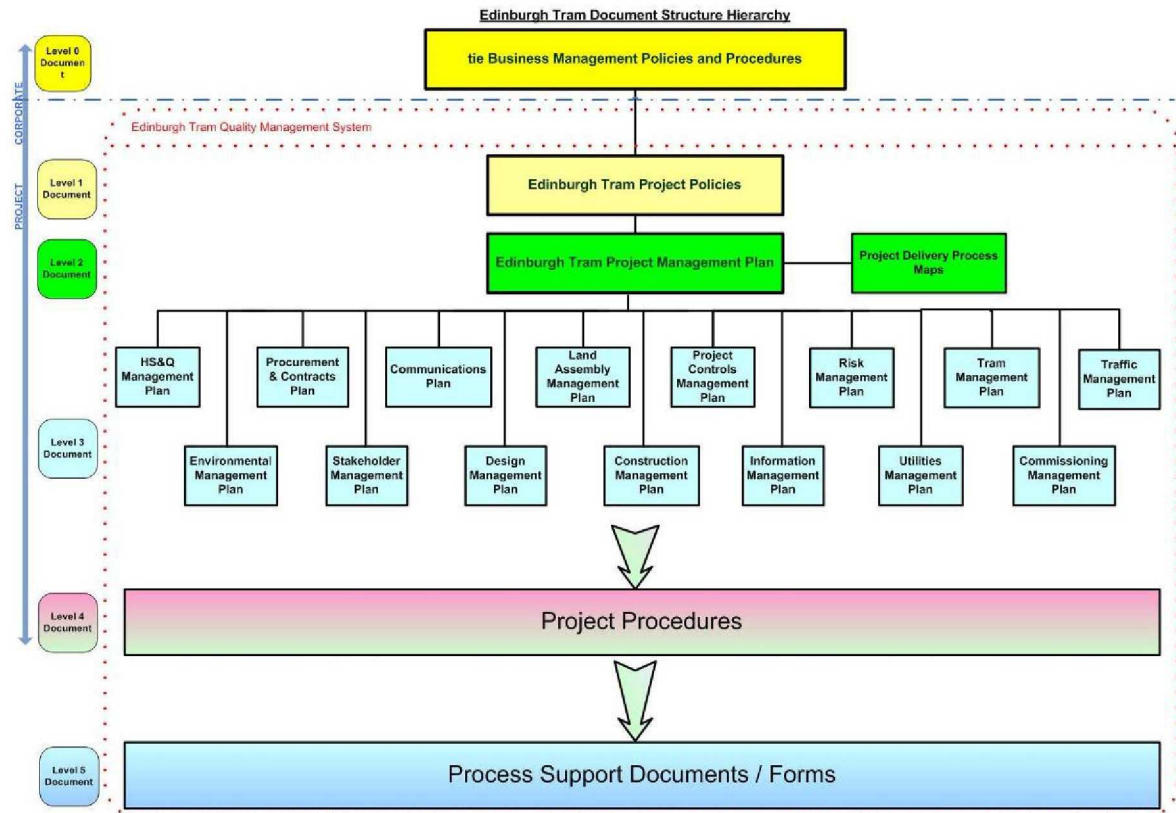 Edinburgh Tram Document Structure Hierarchy
Level 0
Documen
t
tie Business Management Policies and Procedures
CORPORATE
Edinburgh Tram Quality Management System
PROJECT
Level 1
Document
Edinburgh Tram Project Policies
Level 2
Document
Edinburgh Tram Project Management Plan
Project Delivery Process
Maps
HS&Q
Management
Plan
Procurement
& Contracts
Plan
Communications
Plan
Land
Assembly
Management
Plan
Project
Controls
Management
Plan
Risk
Management
Plan
Tram
Management
Plan
Traffic
Management
Plan
Level 3
Document
Environmental
Management
Plan
Stakeholder
Management
Plan
Design
Management
Plan
Construction
Management
Plan
Information
Management
Plan
Utilities
Management
Plan
Commissioning
Management
Plan
Level 4
Document
Project Procedures
Level 5
Document
Process Support Documents / Forms